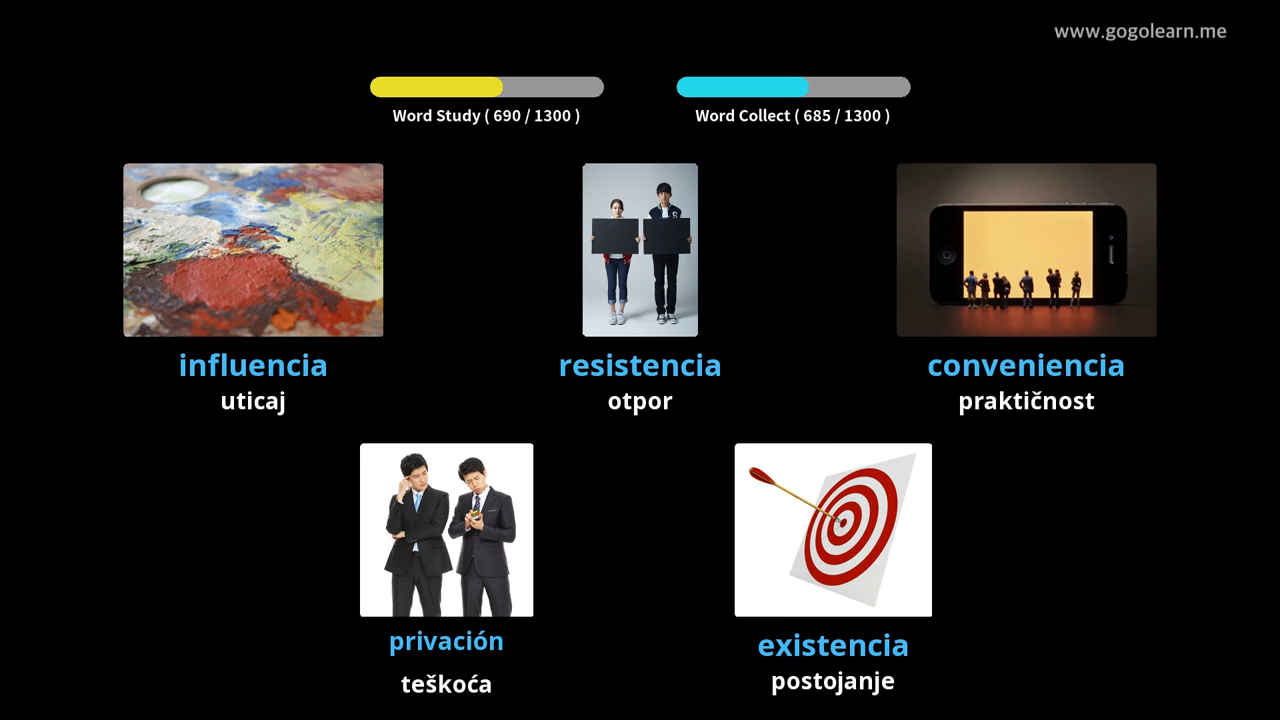 www.gogolearn.me
Word Study ( 690 / 1300 )
Word Collect ( 685 / 1300 )
influencia
uticaj
resistencia
otpor
conveniencia
praktičnost
privación
teškoća
existencia
postojanje